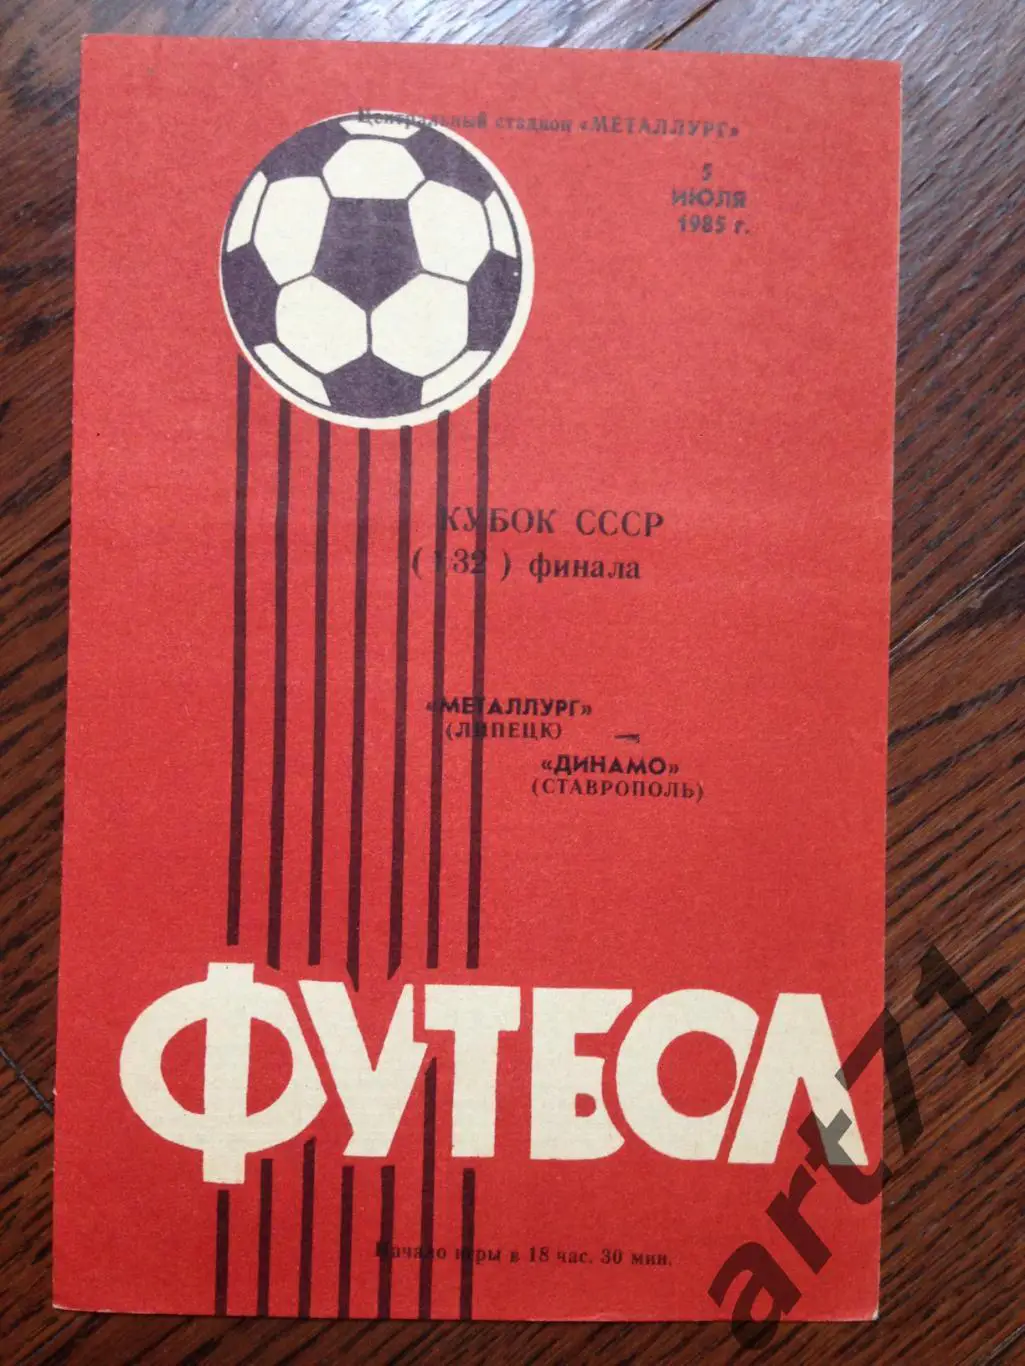 Центральный стадион «МЕТАЛЛУРГ»
5
ИЮЛЯ
1985 г.
КУБОК СССР
(1/32) финала
«МЕТАЛЛУРГ»
(ЛИПЕЦК) —
«ДИНАМО»
(СТАВРОПОЛЬ)
ФУТБОЛ
Начало игры в 18 час. 30 мин.
art71